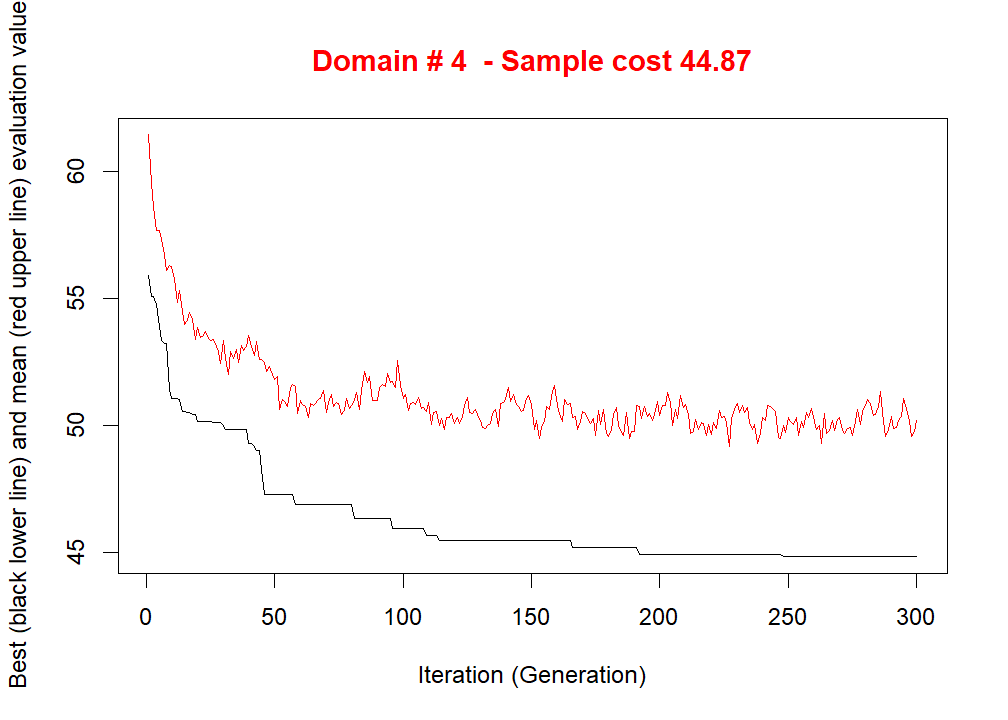 Domain # 4  - Sample cost 44.87
Best (black lower line) and mean (red upper line) evaluation value
60
55
50
45
0 50 100 150 200 250 300
Iteration (Generation)